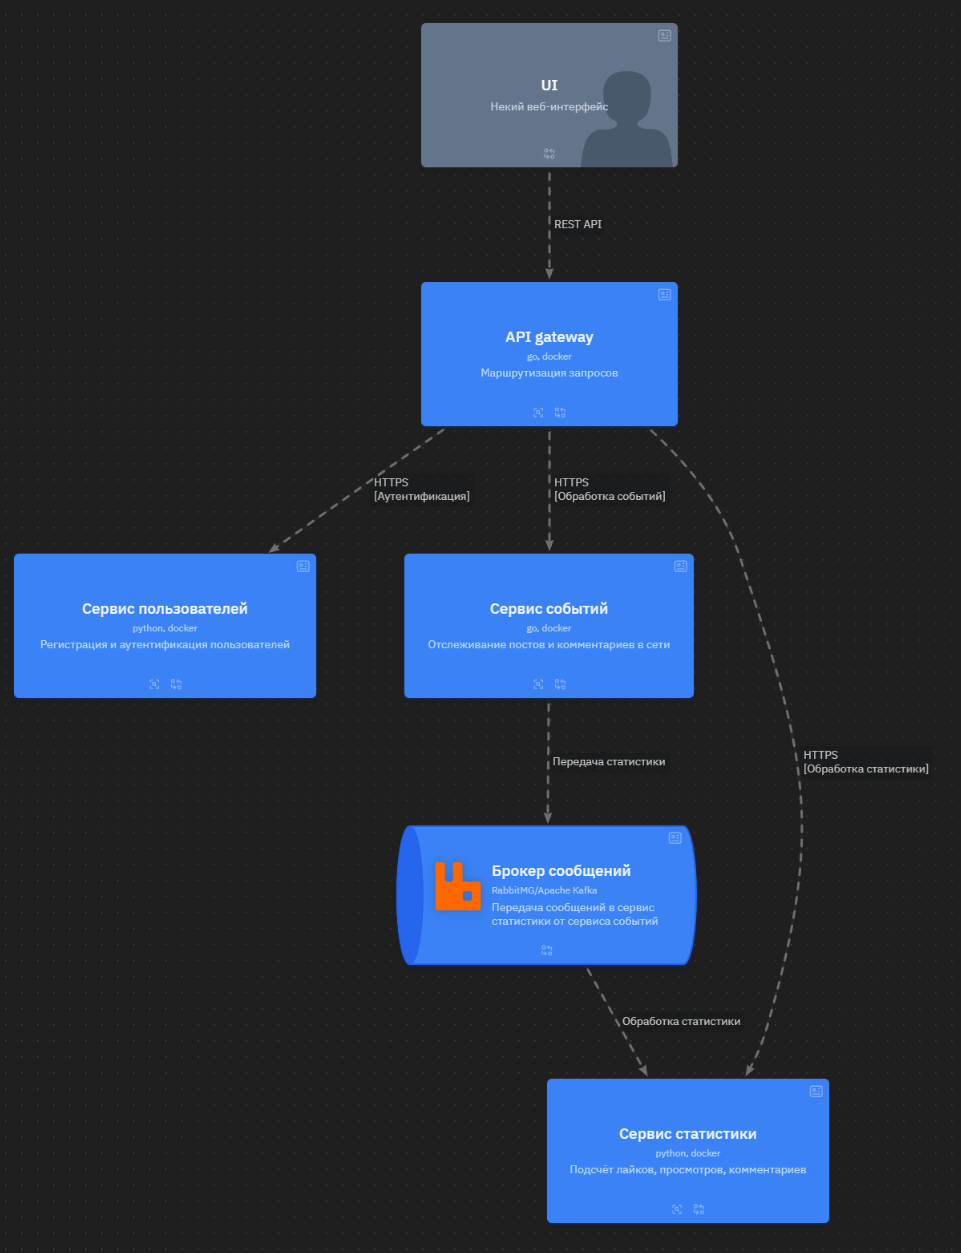 UI
Некий веб-интерфейс
REST API
API gateway
go, docker
Маршрутизация запросов
HTTPS
[Аутентификация]
HTTPS
[Обработка событий]
Сервис пользователей
python, docker
Регистрация и аутентификация пользователей
Сервис событий
go, docker
Отслеживание постов и комментариев в сети
HTTPS
[Обработка статистики]
Передача статистики
Брокер сообщений
RabbitMG/Apache Kafka
Передача сообщений в сервис
статистики от сервиса событий
Обработка статистики
Сервис статистики
python, docker
Подсчёт лайков, просмотров, комментариев